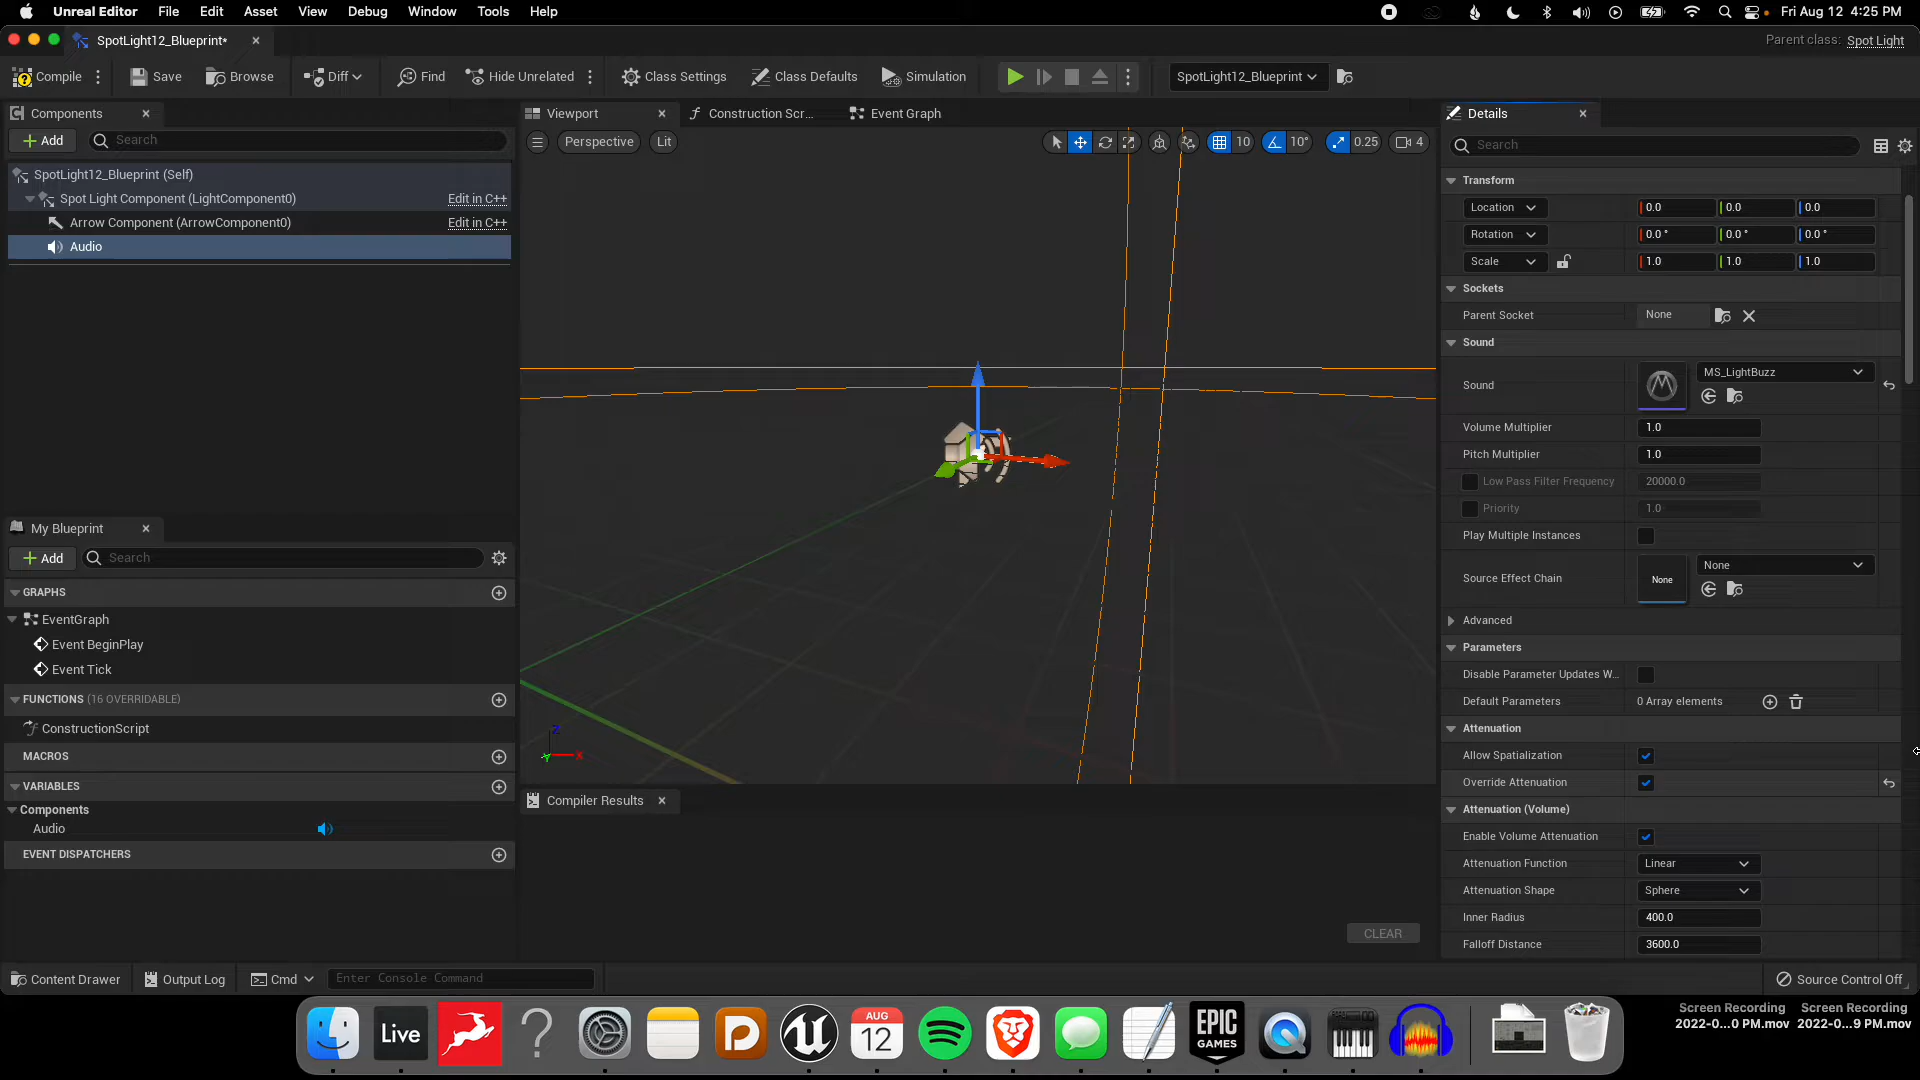 Unreal Editor File Edit Asset View Debug Window Tools Help Fri Aug 12 4:25 PM
SpotLight12_Blueprint*
Parent class: Spot Light
Compile Save Browse Diff Find Hide Unrelated Class Settings Class Defaults Simulation SpotLight12_Blueprint
Components
Add Search
SpotLight12_Blueprint (Self)
Spot Light Component (LightComponent0) Edit in C++
Arrow Component (ArrowComponent0) Edit in C++
Audio
My Blueprint
Add Search
GRAPHS
EventGraph
Event BeginPlay
Event Tick
FUNCTIONS (16 OVERRIDABLE)
ConstructionScript
MACROS
VARIABLES
Components
Audio
EVENT DISPATCHERS
Viewport Construction Scr... Event Graph
Perspective Lit 10 10° 0.25 4
Z
X
Y
Compiler Results
CLEAR
Details
Search
Transform
Location 0.0 0.0 0.0
Rotation 0.0 ° 0.0 ° 0.0 °
Scale 1.0 1.0 1.0
Sockets
Parent Socket None
Sound
Sound MS_LightBuzz
Volume Multiplier 1.0
Pitch Multiplier 1.0
Low Pass Filter Frequency 20000.0
Priority 1.0
Play Multiple Instances
Source Effect Chain None None
Advanced
Parameters
Disable Parameter Updates W...
Default Parameters 0 Array elements
Attenuation
Allow Spatialization
Override Attenuation
Attenuation (Volume)
Enable Volume Attenuation
Attenuation Function Linear
Attenuation Shape Sphere
Inner Radius 400.0
Falloff Distance 3600.0
Content Drawer Output Log Cmd Enter Console Command Source Control Off
Live
AUG
12
EPIC
GAMES
Screen Recording
2022-0...0 PM.mov
Screen Recording
2022-0...9 PM.mov